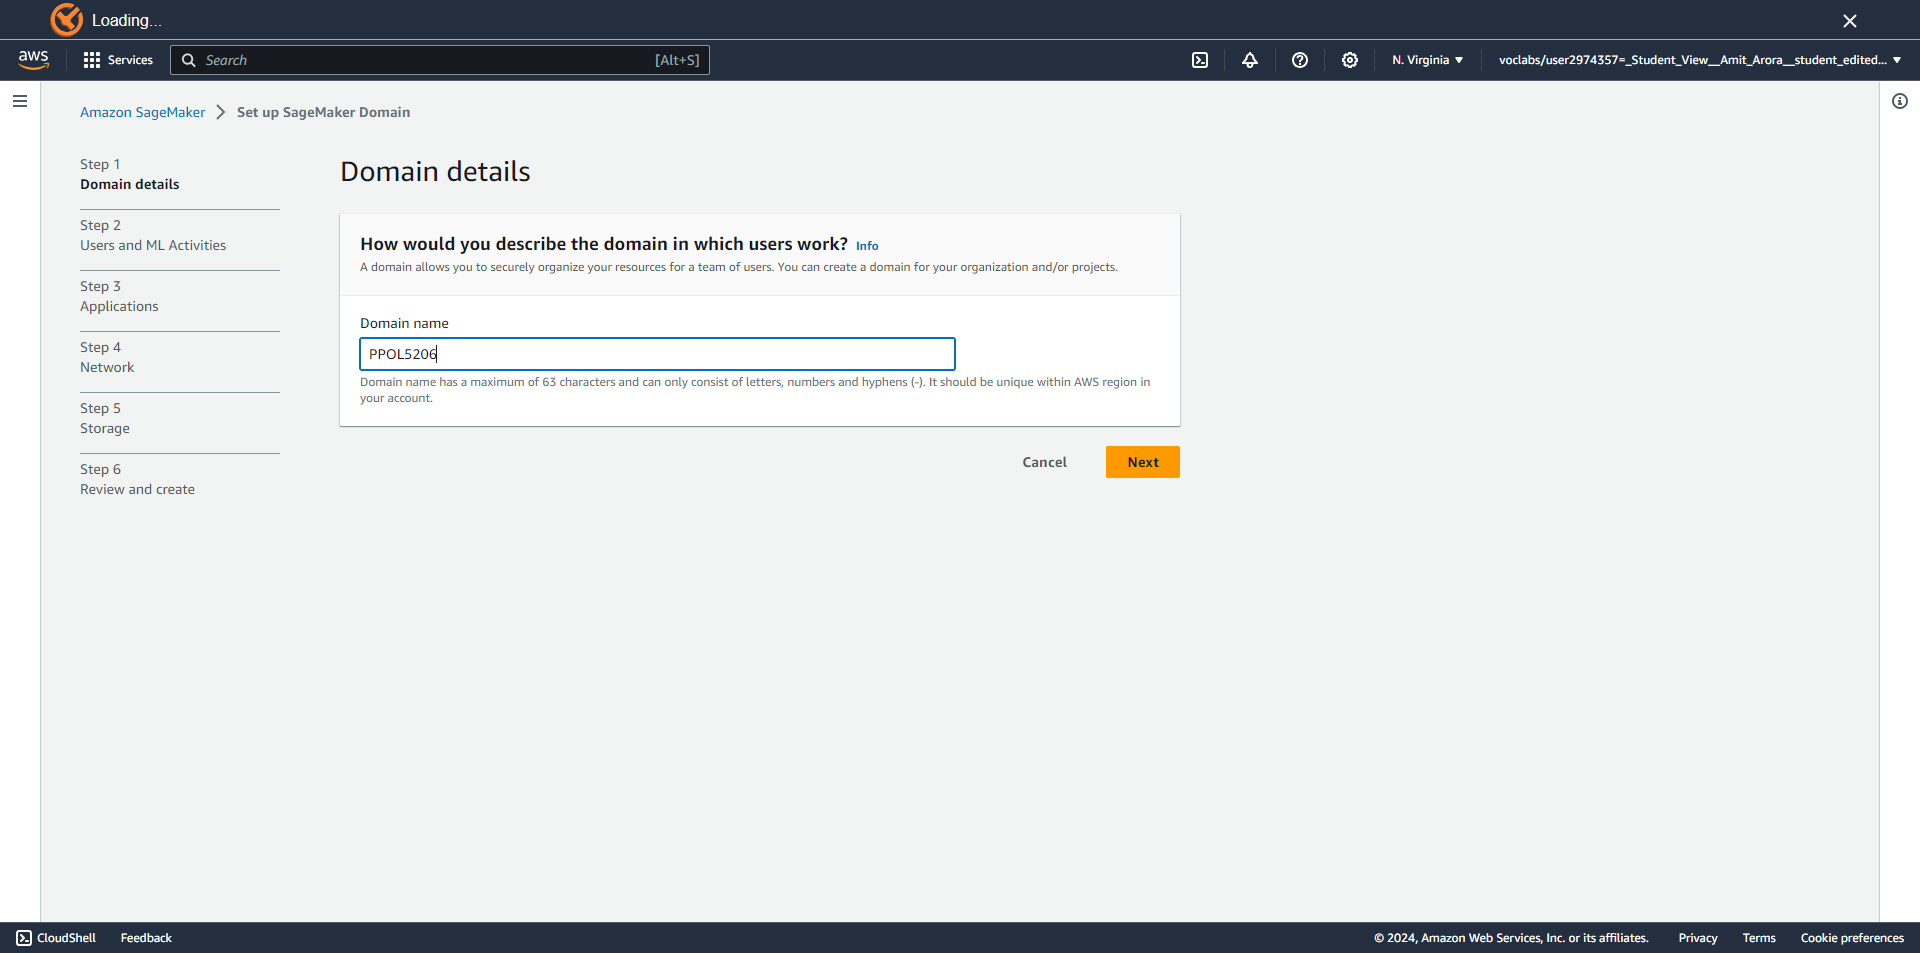 Loading...
aws
Services
Search
[Alt+S]
N. Virginia
voclabs/user2974357=_Student_View__Amit_Arora__student_edited...
Amazon SageMaker
Set up SageMaker Domain
Step 1
Domain details
Step 2
Users and ML Activities
Step 3
Applications
Step 4
Network
Step 5
Storage
Step 6
Review and create
Domain details
How would you describe the domain in which users work? Info
A domain allows you to securely organize your resources for a team of users. You can create a domain for your organization and/or projects.
Domain name
PPOL5206
Domain name has a maximum of 63 characters and can only consist of letters, numbers and hyphens (-). It should be unique within AWS region in
your account.
Cancel
Next
CloudShell
Feedback
© 2024, Amazon Web Services, Inc. or its affiliates.
Privacy
Terms
Cookie preferences